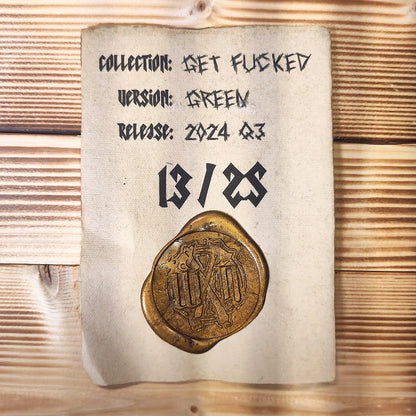 COLLECTION: GET FUCKED
VERSION: GREEN
RELEASE: 2024 Q3
13/25